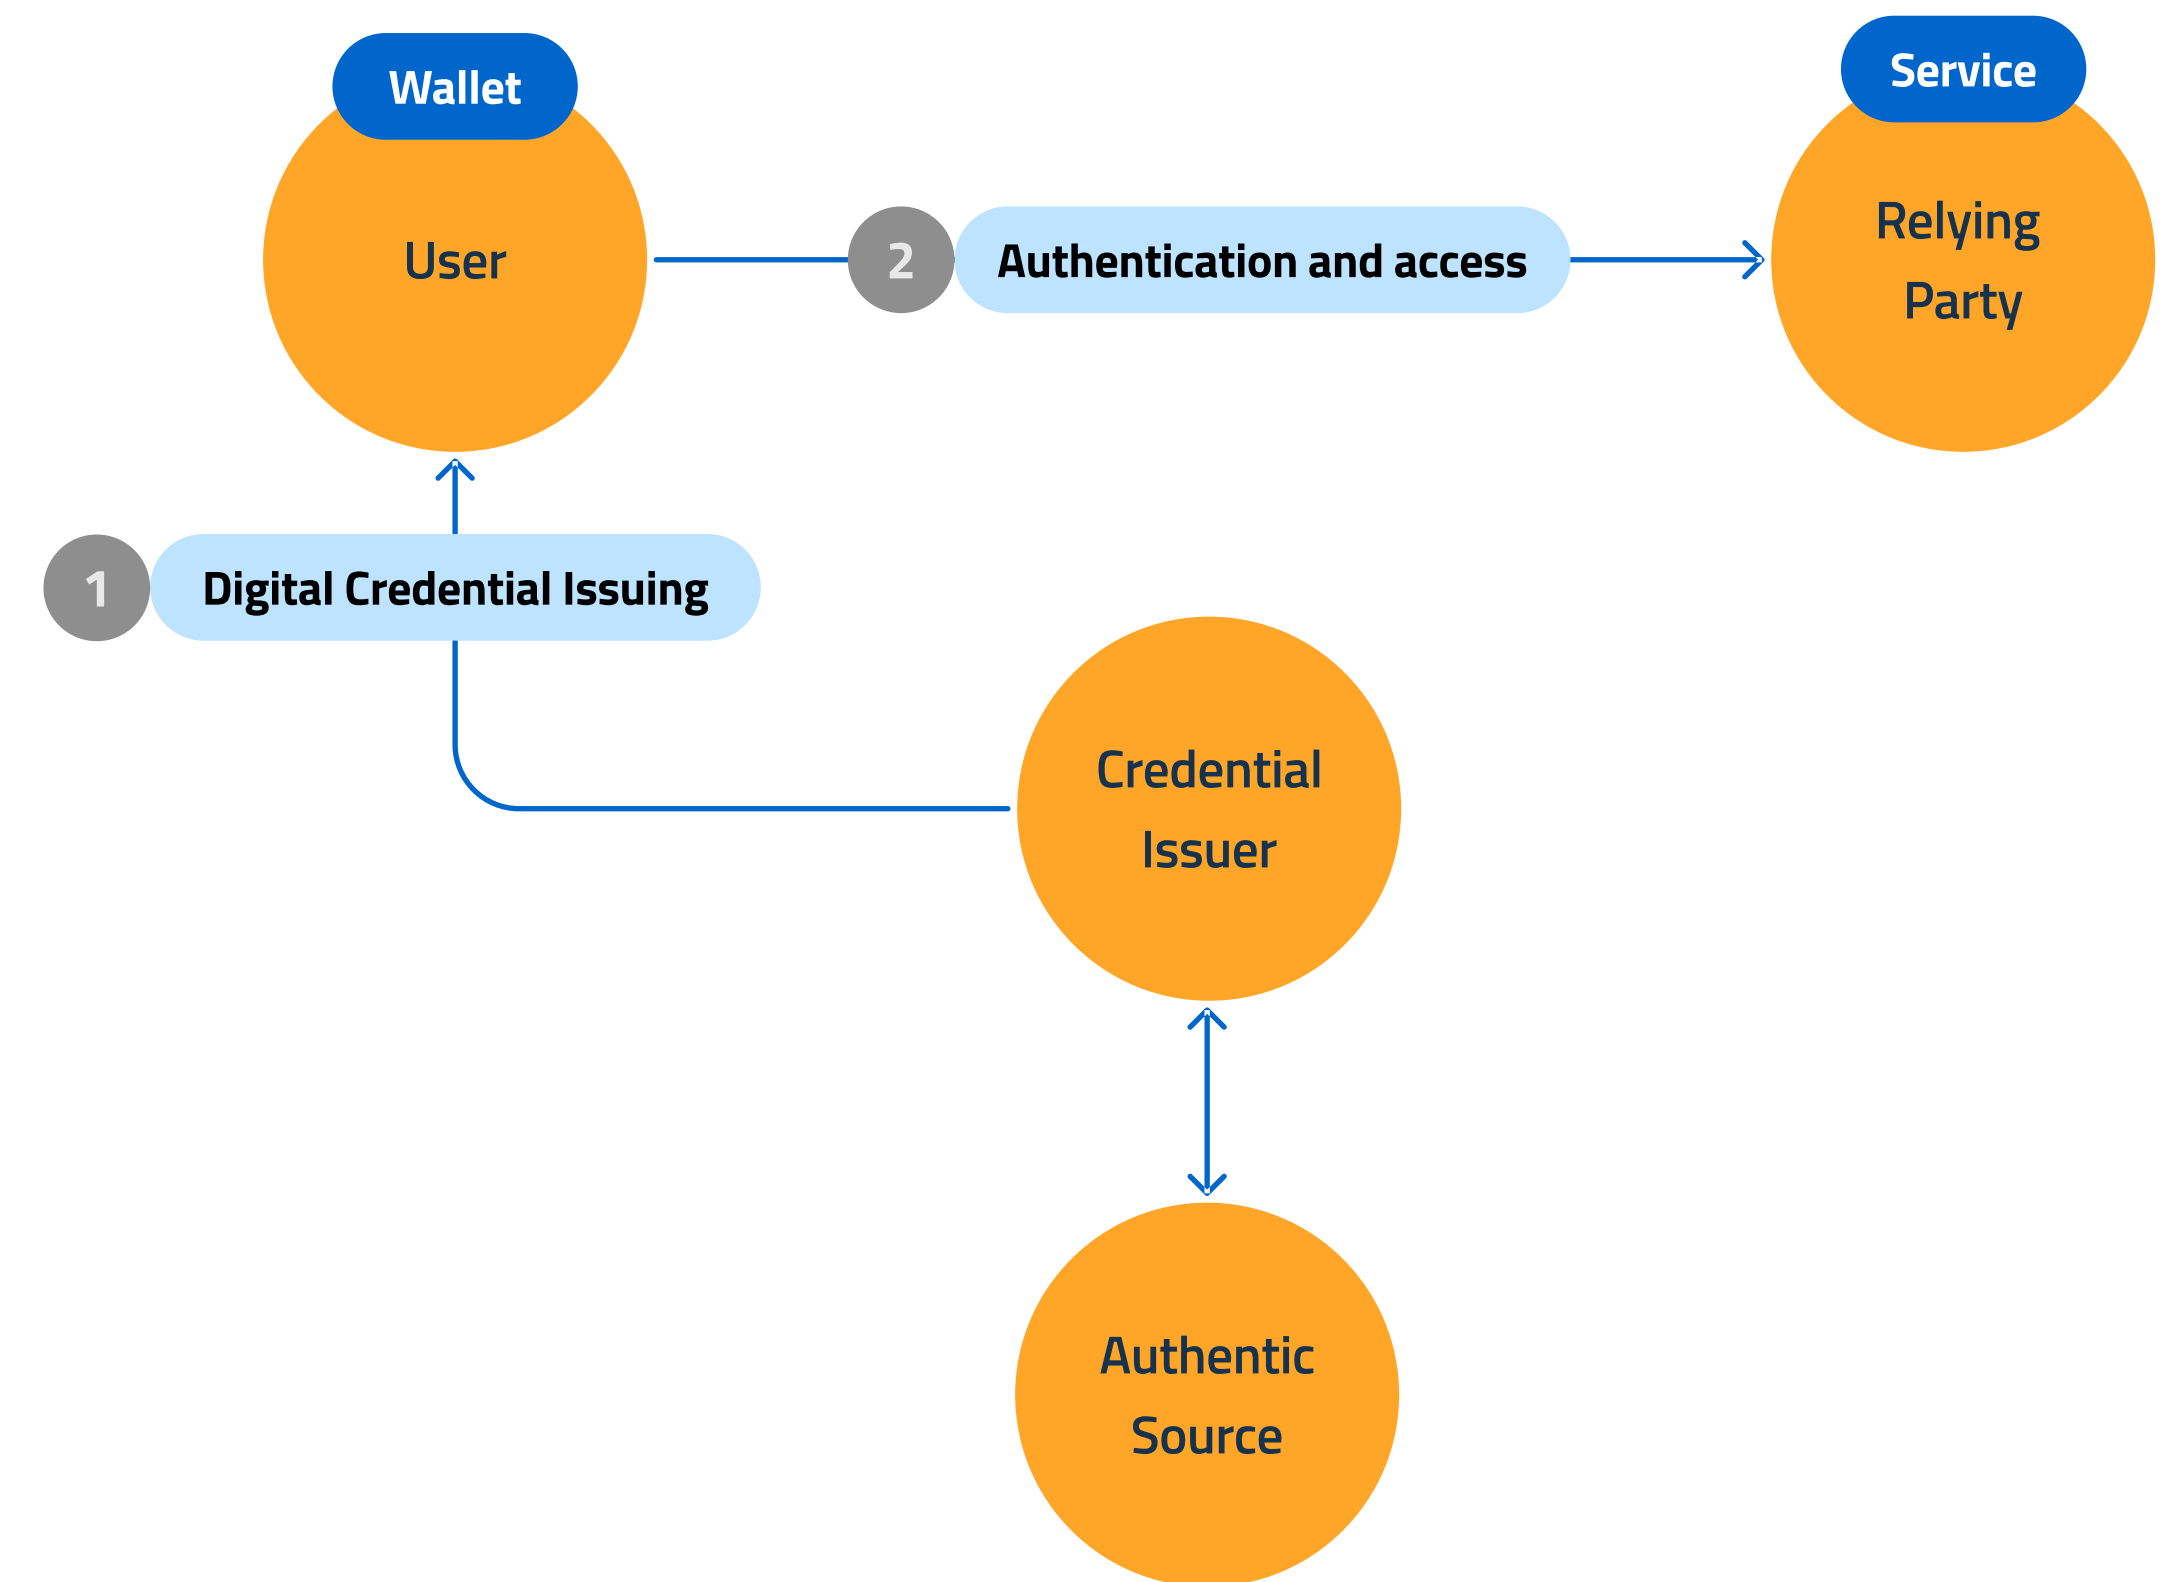 Wallet
User
2
Authentication and access
Service
Relying
Party
1
Digital Credential Issuing
Credential
Issuer
Authentic
Source